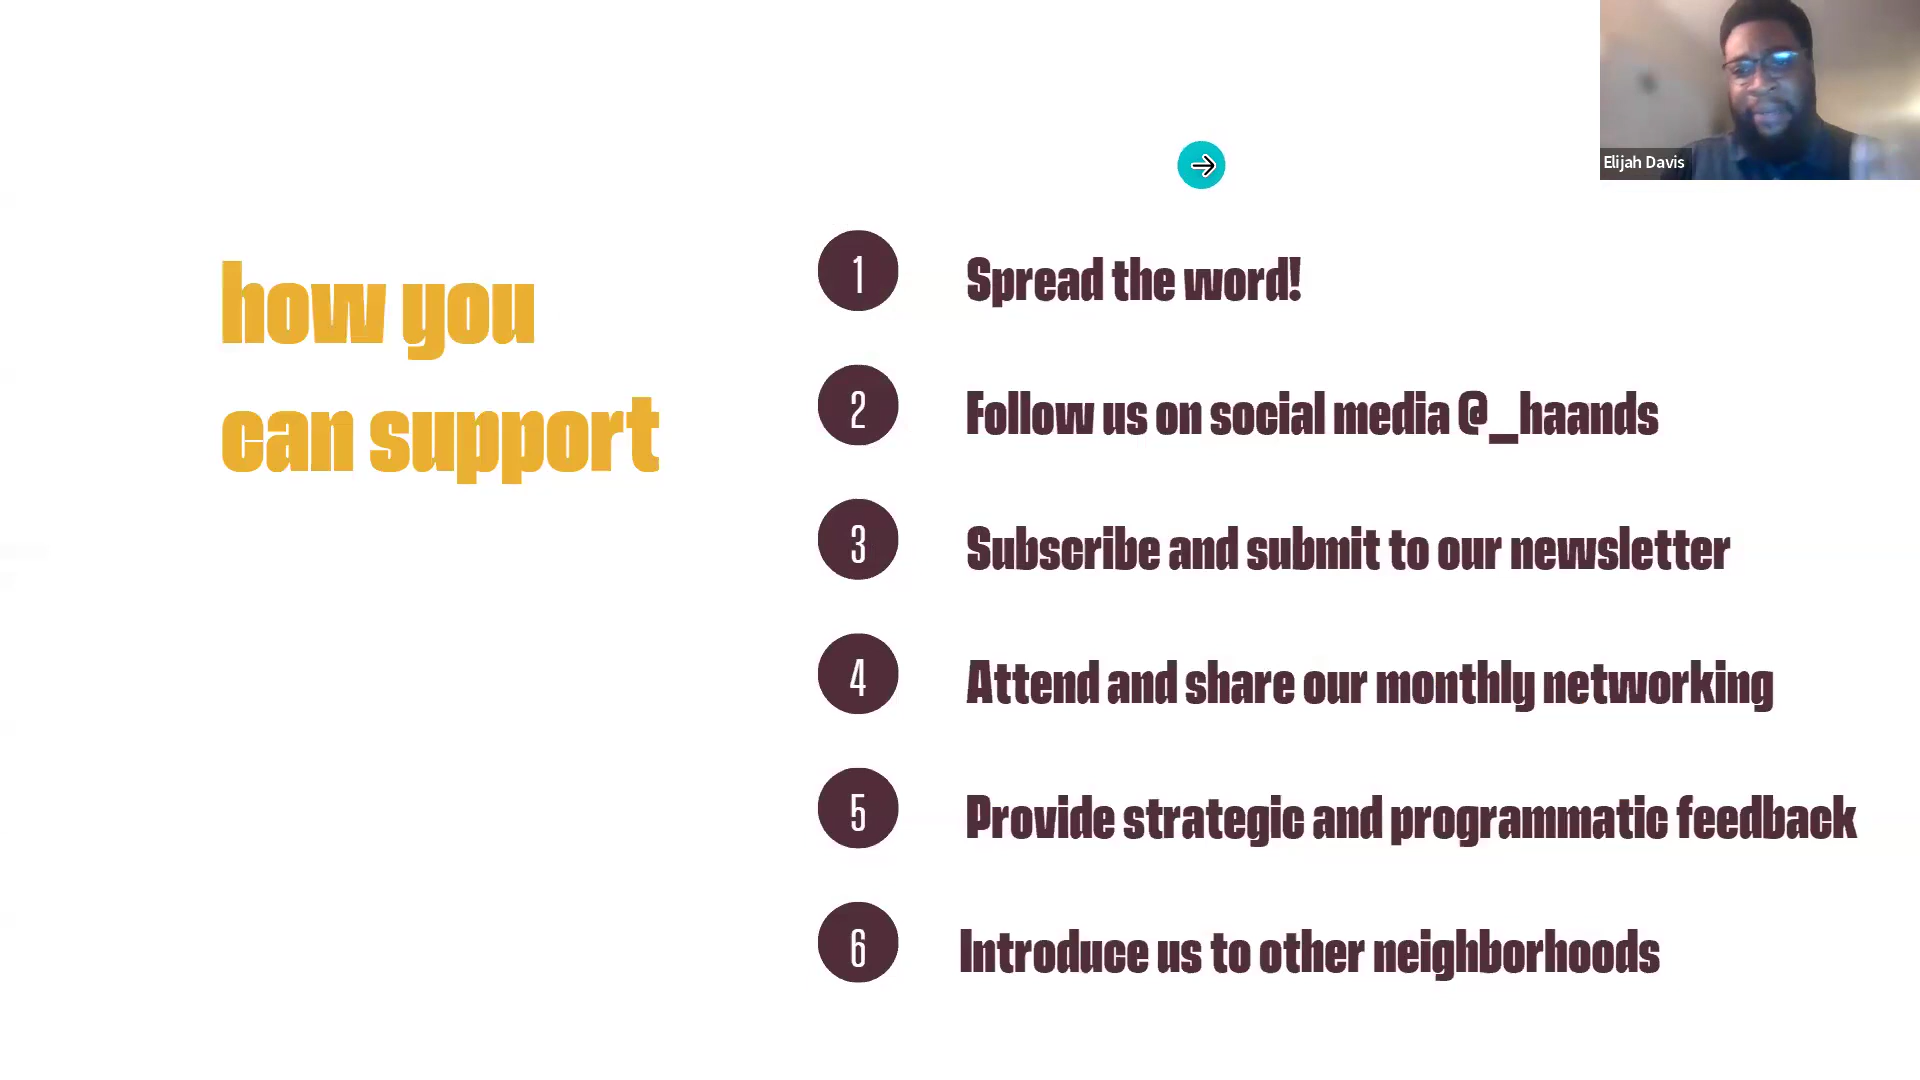 Elijah Davis
how you
can support
1 Spread the word!
2 Follow us on social media @_haands
3 Subscribe and submit to our newsletter
4 Attend and share our monthly networking
5 Provide strategic and programmatic feedback
6 Introduce us to other neighborhoods